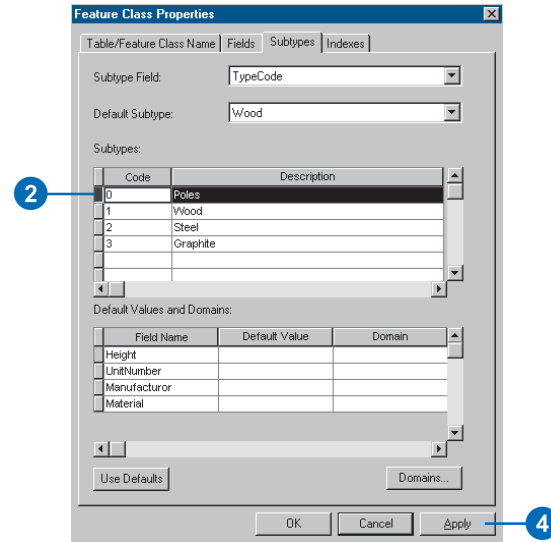 Feature Class Properties
Table/Feature Class Name Fields Subtypes Indexes
Subtype Field: TypeCode
Default Subtype: Wood
Subtypes:
Code Description
2
0 Poles
1 Wood
2 Steel
3 Graphite
Default Values and Domains:
Field Name Default Value Domain
Height
UnitNumber
Manufacturor
Material
Use Defaults Domains...
OK Cancel Apply
4